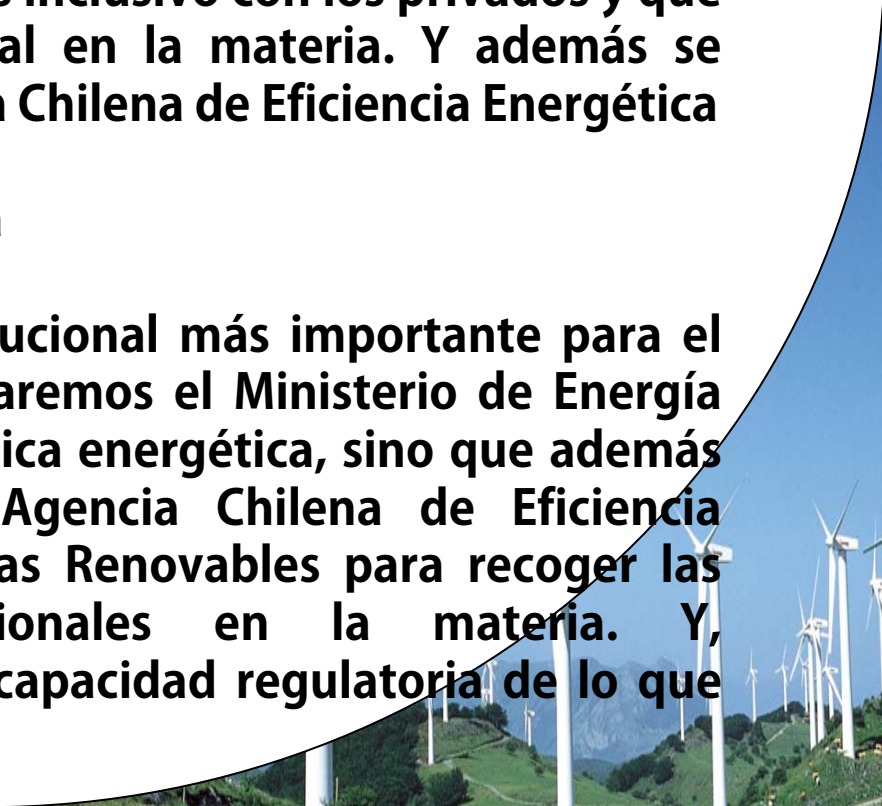 inclusivo con los privados y que
al en la materia. Y además se
Chilena de Eficiencia Energética
ucional más importante para el
aremos el Ministerio de Energía
ica energética, sino que además
Agencia Chilena de Eficiencia
as Renovables para recoger las
ionales en la materia. Y,
capacidad regulatoria de lo que